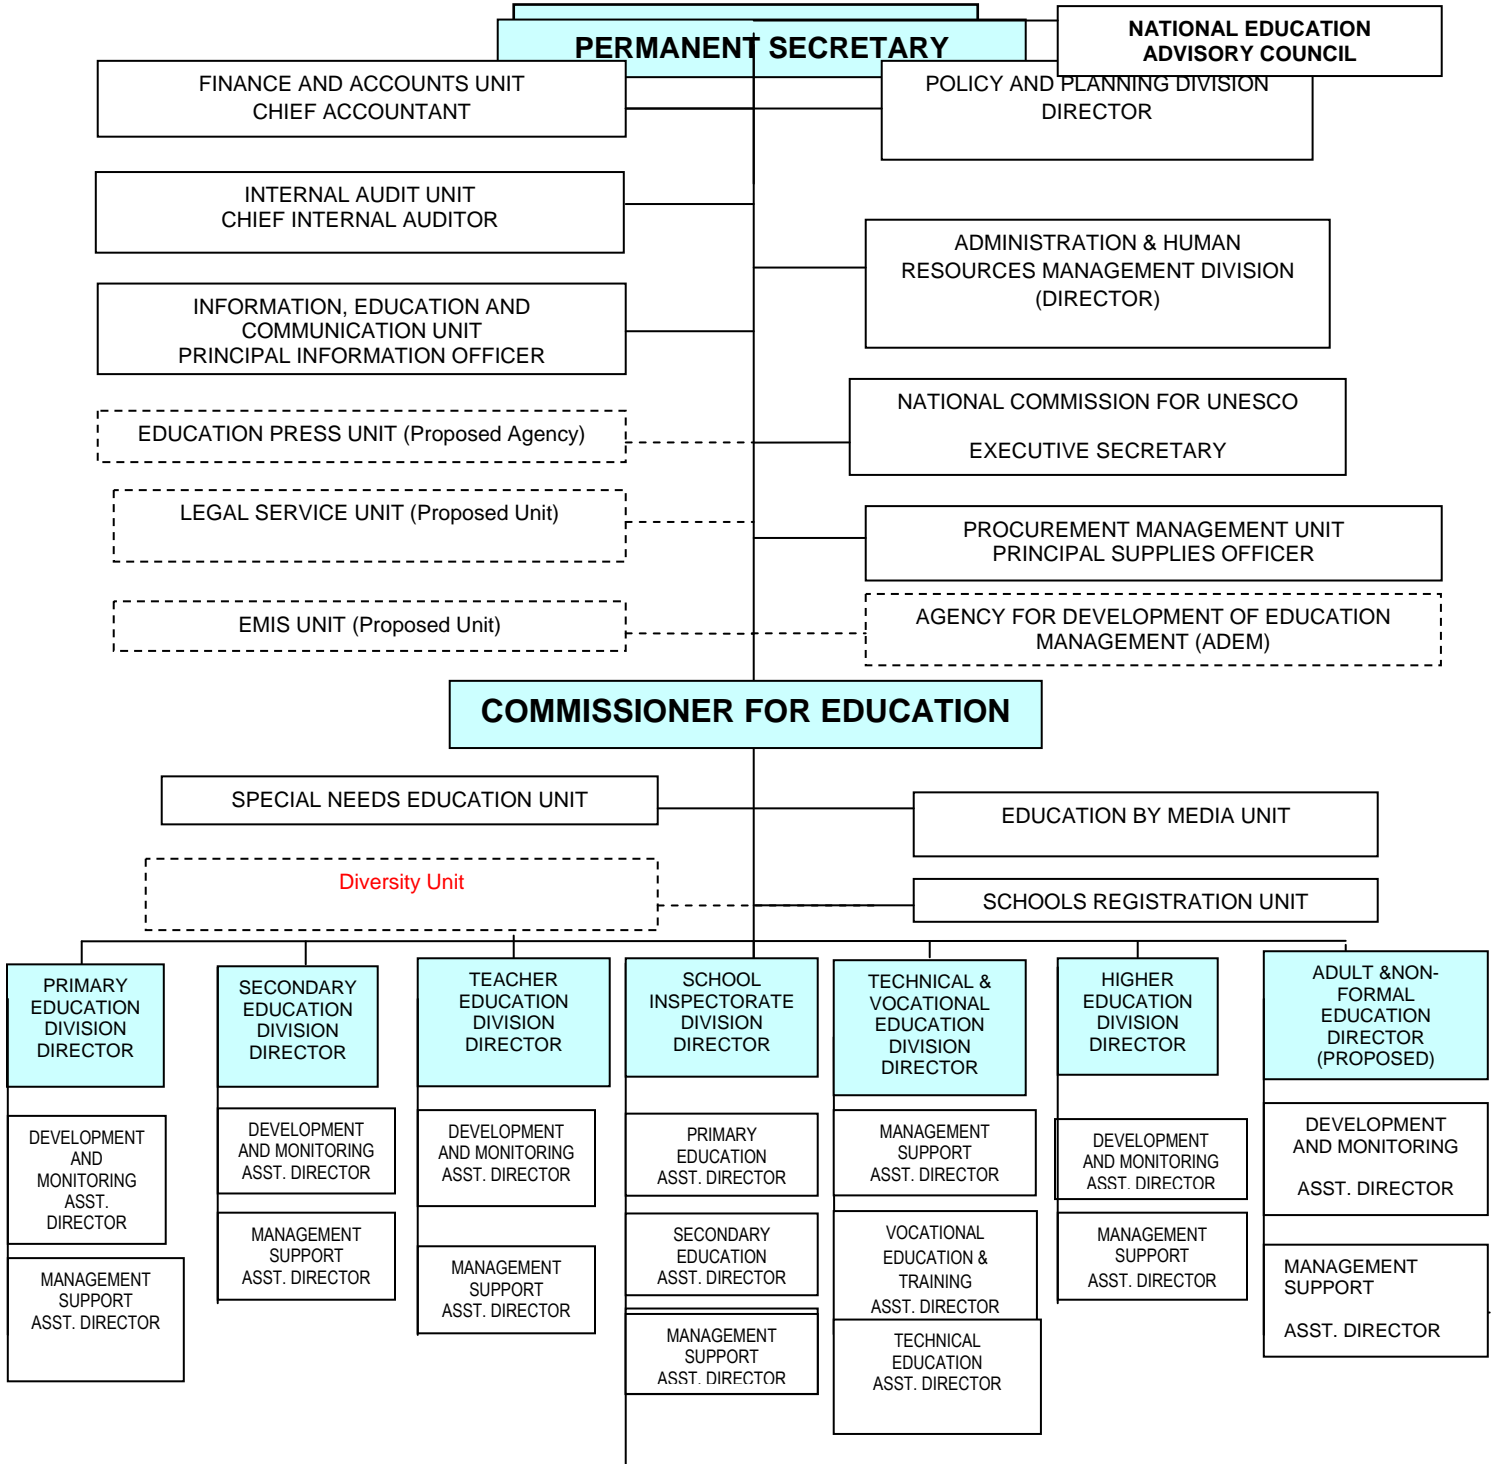 PERMANENT SECRETARY
NATIONAL EDUCATION
ADVISORY COUNCIL
FINANCE AND ACCOUNTS UNIT
CHIEF ACCOUNTANT
POLICY AND PLANNING DIVISION
DIRECTOR
INTERNAL AUDIT UNIT
CHIEF INTERNAL AUDITOR
ADMINISTRATION & HUMAN
RESOURCES MANAGEMENT DIVISION
(DIRECTOR)
INFORMATION, EDUCATION AND
COMMUNICATION UNIT
PRINCIPAL INFORMATION OFFICER
NATIONAL COMMISSION FOR UNESCO
EXECUTIVE SECRETARY
EDUCATION PRESS UNIT (Proposed Agency)
LEGAL SERVICE UNIT (Proposed Unit)
PROCUREMENT MANAGEMENT UNIT
PRINCIPAL SUPPLIES OFFICER
EMIS UNIT (Proposed Unit)
AGENCY FOR DEVELOPMENT OF EDUCATION
MANAGEMENT (ADEM)
COMMISSIONER FOR EDUCATION
SPECIAL NEEDS EDUCATION UNIT
EDUCATION BY MEDIA UNIT
Diversity Unit
SCHOOLS REGISTRATION UNIT
PRIMARY
EDUCATION
DIVISION
DIRECTOR
SECONDARY
EDUCATION
DIVISION
DIRECTOR
TEACHER
EDUCATION
DIVISION
DIRECTOR
SCHOOL
INSPECTORATE
DIVISION
DIRECTOR
TECHNICAL &
VOCATIONAL
EDUCATION
DIVISION
DIRECTOR
HIGHER
EDUCATION
DIVISION
DIRECTOR
ADULT &NON-
FORMAL
EDUCATION
DIRECTOR
(PROPOSED)
DEVELOPMENT
AND
MONITORING
ASST.
DIRECTOR
DEVELOPMENT
AND MONITORING
ASST. DIRECTOR
DEVELOPMENT
AND MONITORING
ASST. DIRECTOR
PRIMARY
EDUCATION
ASST. DIRECTOR
MANAGEMENT
SUPPORT
ASST. DIRECTOR
DEVELOPMENT
AND MONITORING
ASST. DIRECTOR
DEVELOPMENT
AND MONITORING
ASST. DIRECTOR
MANAGEMENT
SUPPORT
ASST. DIRECTOR
MANAGEMENT
SUPPORT
ASST. DIRECTOR
MANAGEMENT
SUPPORT
ASST. DIRECTOR
SECONDARY
EDUCATION
ASST. DIRECTOR
VOCATIONAL
EDUCATION &
TRAINING
ASST. DIRECTOR
MANAGEMENT
SUPPORT
ASST. DIRECTOR
MANAGEMENT
SUPPORT
ASST. DIRECTOR
MANAGEMENT
SUPPORT
ASST. DIRECTOR
TECHNICAL
EDUCATION
ASST. DIRECTOR